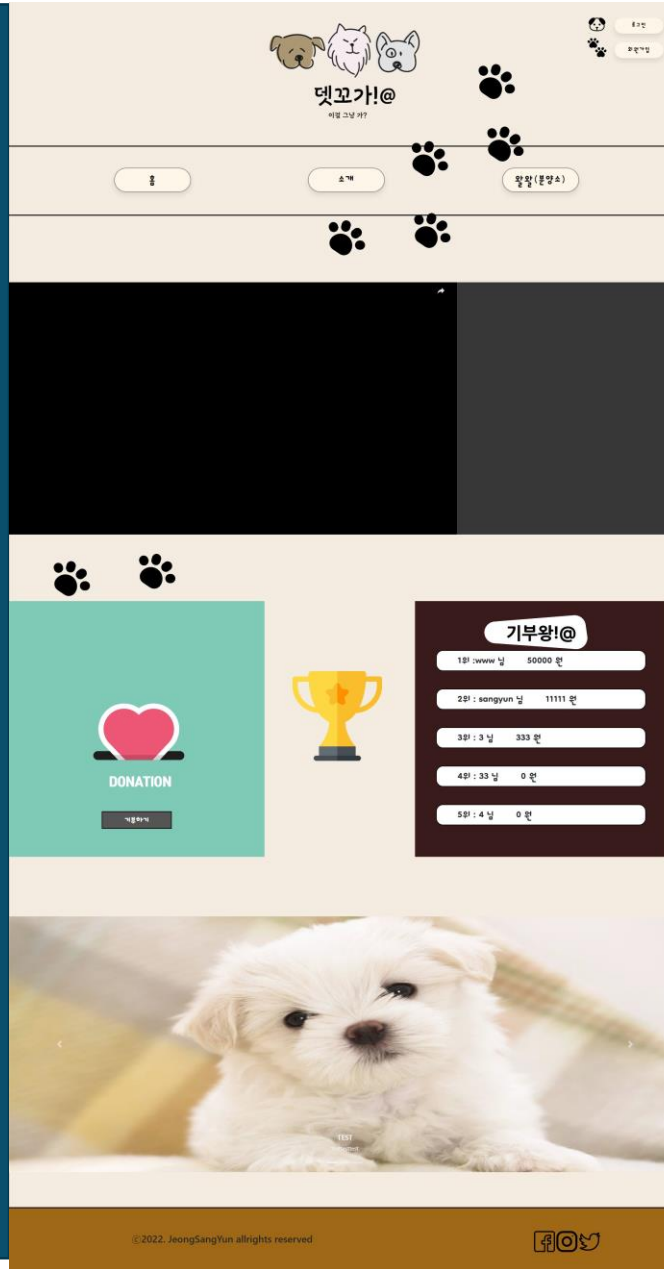 로그인
회원가입
뎃꼬가!@
이걸 그냥 가?
홈
소개
왈왈(분양소)
기부왕!@
1위 :www 님 50000 원
2위 : sangyun 님 11111 원
3위 : 3 님 333 원
4위 : 33 님 0 원
5위 : 4 님 0 원
DONATION
기부하기
TEST
ⓒ2022. JeongSangYun allrights reserved